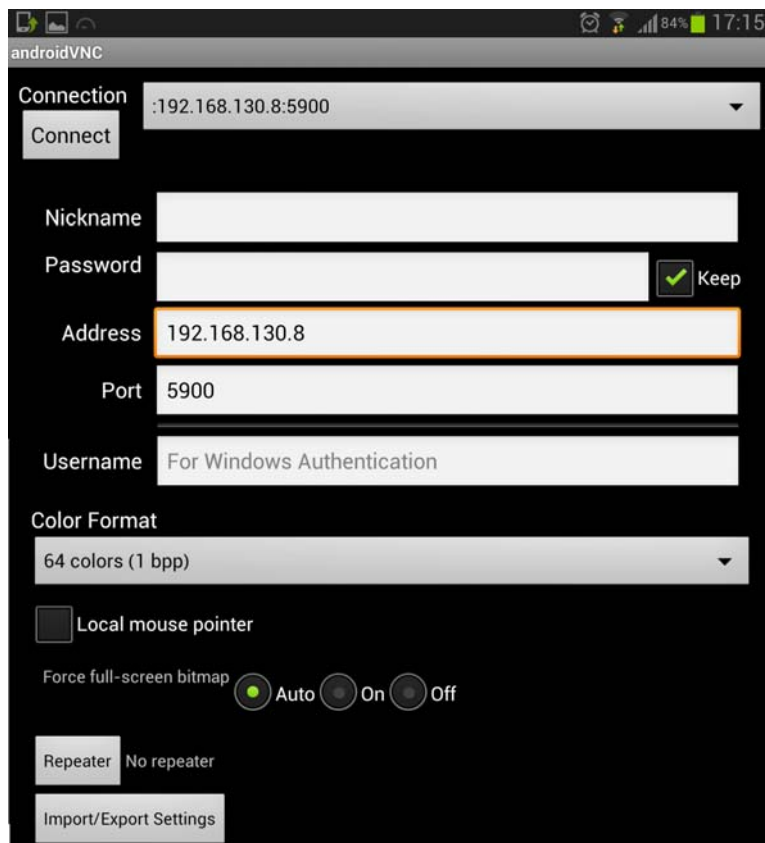 84% 17:15
androidVNC
Connection
:192.168.130.8:5900
Connect
Nickname
Password
Keep
Address 192.168.130.8
Port 5900
Username For Windows Authentication
Color Format
64 colors (1 bpp)
Local mouse pointer
Force full-screen bitmap Auto On Off
Repeater No repeater
Import/Export Settings